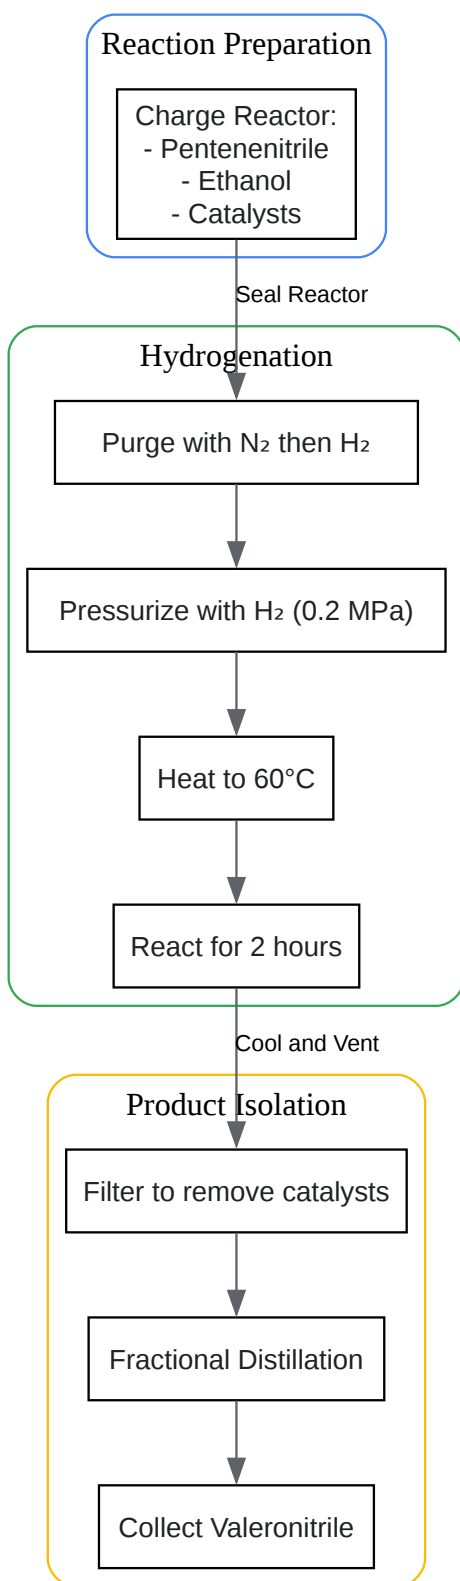 Reaction Preparation
Charge Reactor:
- Pentenenitrile
- Ethanol
- Catalysts
Seal Reactor
Hydrogenation
Purge with N₂ then H₂
Pressurize with H₂ (0.2 MPa)
Heat to 60°C
React for 2 hours
Cool and Vent
Product Isolation
Filter to remove catalysts
Fractional Distillation
Collect Valeronitrile